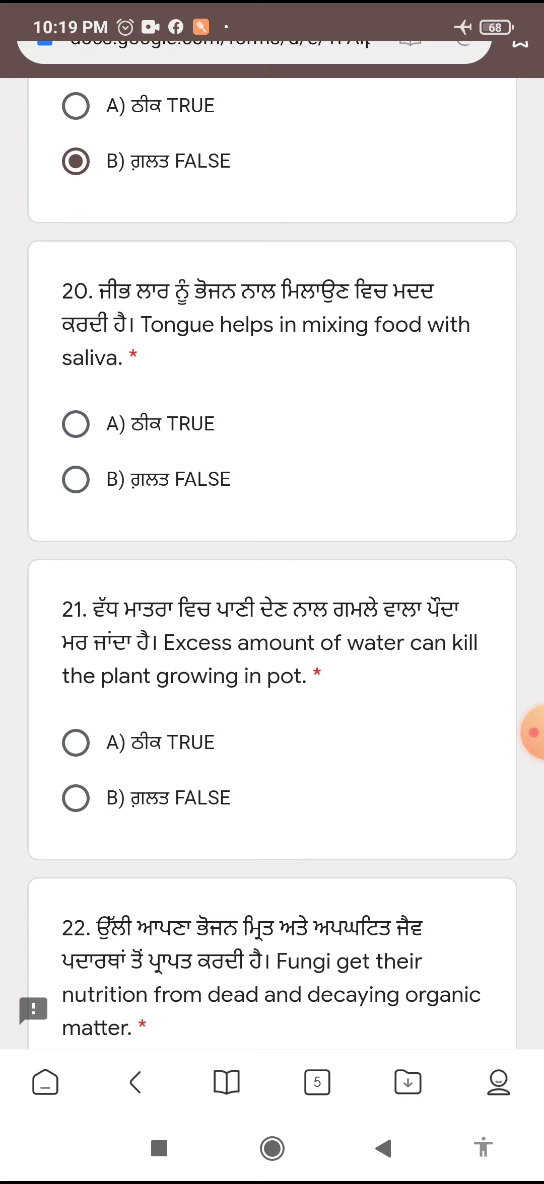 10:19 PM
68
A) ਠੀਕ TRUE
B) ਗ਼ਲਤ FALSE
20. ਜੀਭ ਲਾਰ ਨੂੰ ਭੋਜਨ ਨਾਲ ਮਿਲਾਉਣ ਵਿਚ ਮਦਦ
ਕਰਦੀ ਹੈ। Tongue helps in mixing food with
saliva. *
A) ਠੀਕ TRUE
B) ਗ਼ਲਤ FALSE
21. ਵੱਧ ਮਾਤਰਾ ਵਿਚ ਪਾਣੀ ਦੇਣ ਨਾਲ ਗਮਲੇ ਵਾਲਾ ਪੌਦਾ
ਮਰ ਜਾਂਦਾ ਹੈ। Excess amount of water can kill
the plant growing in pot. *
A) ਠੀਕ TRUE
B) ਗ਼ਲਤ FALSE
22. ਉੱਲੀ ਆਪਣਾ ਭੋਜਨ ਮ੍ਰਿਤ ਅਤੇ ਅਪਘਟਿਤ ਜੈਵ
ਪਦਾਰਥਾਂ ਤੋਂ ਪ੍ਰਾਪਤ ਕਰਦੀ ਹੈ। Fungi get their
nutrition from dead and decaying organic
matter. *
5